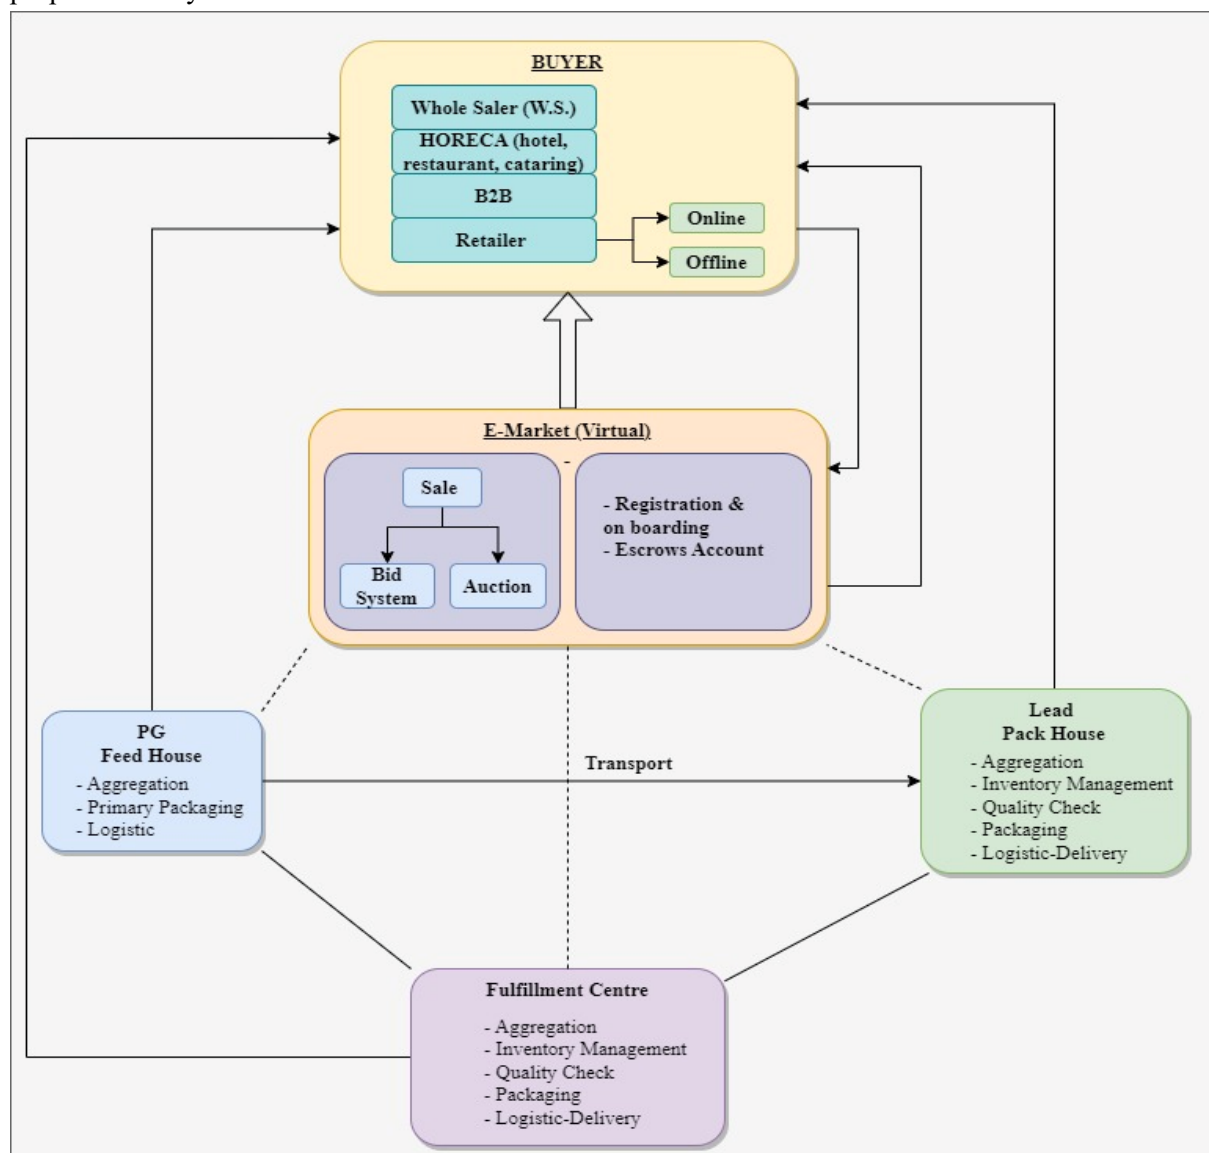 BUYER
Whole Saler (W.S.)
HORECA (hotel,
restaurant, cataring)
B2B
Retailer
Online
Offline
E-Market (Virtual)
-
Sale
Bid
System
Auction
- Registration &
on boarding
- Escrows Account
PG
Feed House
- Aggregation
- Primary Packaging
- Logistic
Transport
Lead
Pack House
- Aggregation
- Inventory Management
- Quality Check
- Packaging
- Logistic-Delivery
Fulfillment Centre
- Aggregation
- Inventory Management
- Quality Check
- Packaging
- Logistic-Delivery